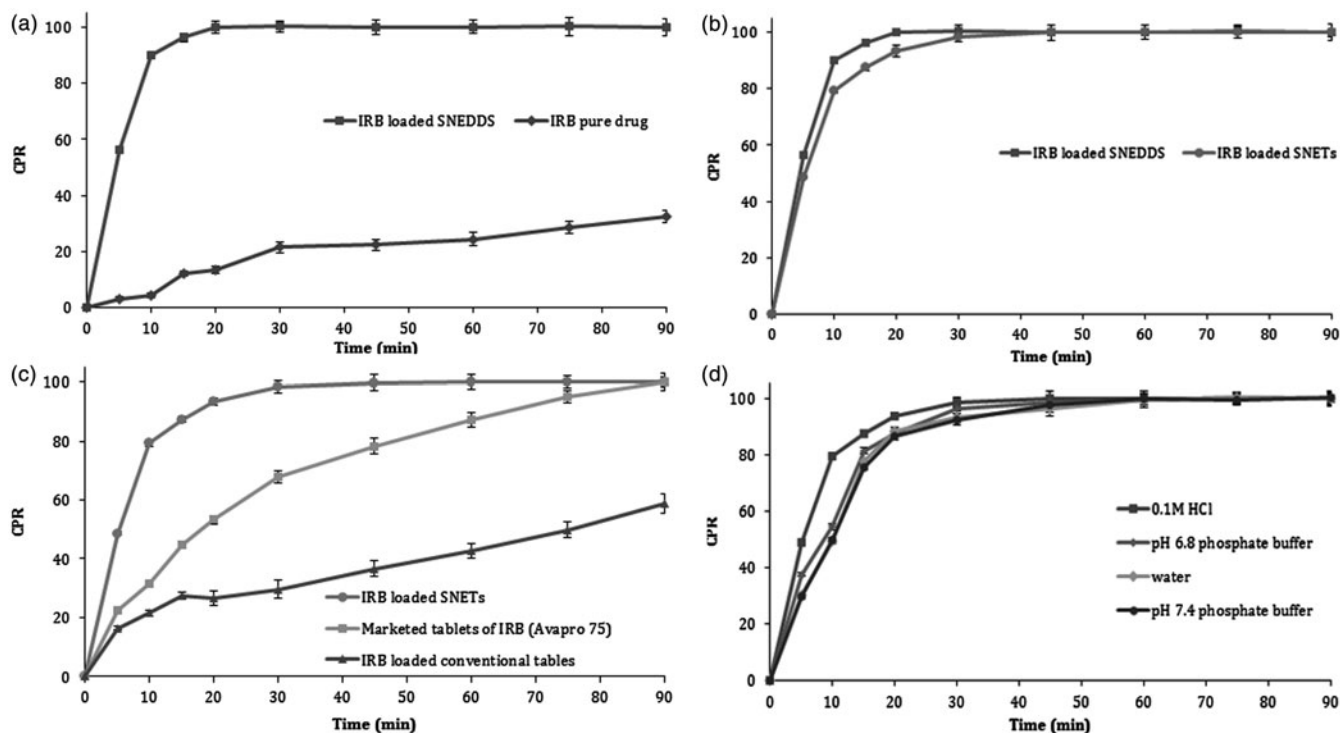 (a)
100
80
60
40
20
0
CPR
IRB loaded SNEDDS
IRB pure drug
0 10 20 30 40 50 60 70 80 90
Time (min)
(b)
100
80
60
40
20
0
CPR
IRB loaded SNEDDS
IRB loaded SNETs
0 10 20 30 40 50 60 70 80 90
Time (min)
(c)
100
80
60
40
20
0
CPR
IRB loaded SNETs
Marketed tablets of IRB (Avapro 75)
IRB loaded conventional tables
0 10 20 30 40 50 60 70 80 90
Time (min)
(d)
100
80
60
40
20
0
CPR
0.1M HCl
pH 6.8 phosphate buffer
water
pH 7.4 phosphate buffer
0 10 20 30 40 50 60 70 80 90
Time (min)